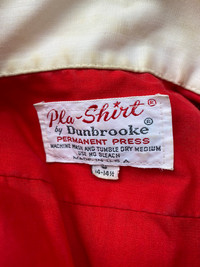 Pla-Shirt®
by Dunbrooke®
PERMANENT PRESS
MACHINE WASH AND TUMBLE DRY MEDIUM
USE NO BLEACH
S
14-14½